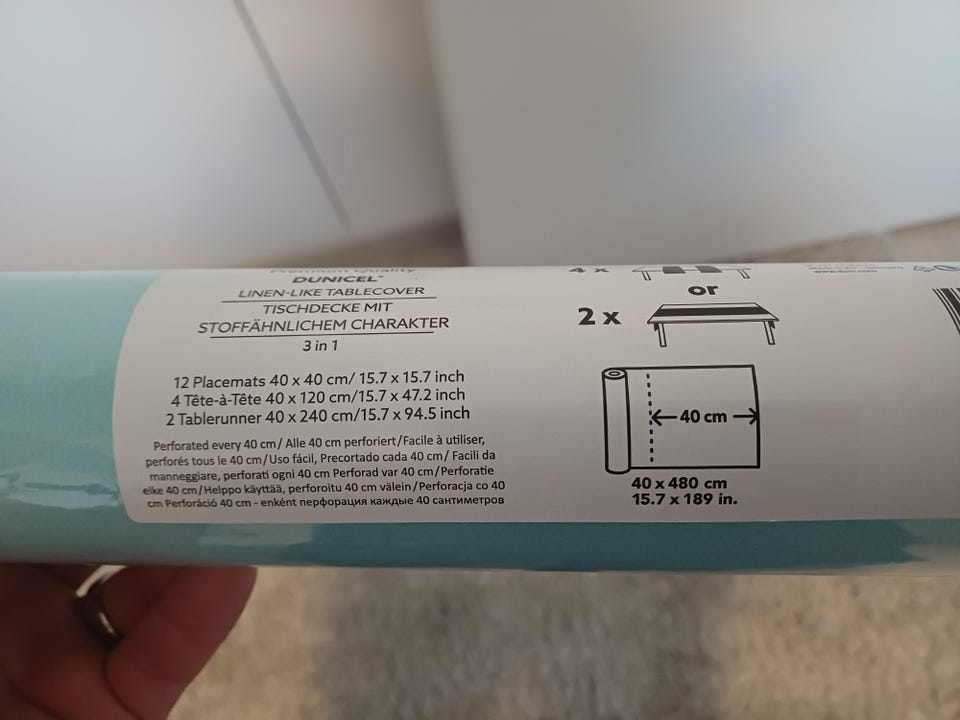 Premium Quality
DUNICEL®
LINEN-LIKE TABLECOVER
TISCHDECKE MIT
STOFFÄHNLICHEM CHARAKTER
3 in 1
12 Placemats 40 x 40 cm/ 15.7 x 15.7 inch
4 Tête-à-Tête 40 x 120 cm/15.7 x 47.2 inch
2 Tablerunner 40 x 240 cm/15.7 x 94.5 inch
Perforated every 40 cm/ Alle 40 cm perforiert/Facile à utiliser,
perforés tous le 40 cm/Uso fácil, Precortado cada 40 cm/ Facili da
manneggiare, perforati ogni 40 cm Perforad var 40 cm/Perforatie
elke 40 cm/Helppo käyttää, perforoitu 40 cm välein/Perforacja co 40
cm Perforáció 40 cm - enként перфорация каждые 40 сантиметров
4 x
or
2 x
40 cm
40 x 480 cm
15.7 x 189 in.